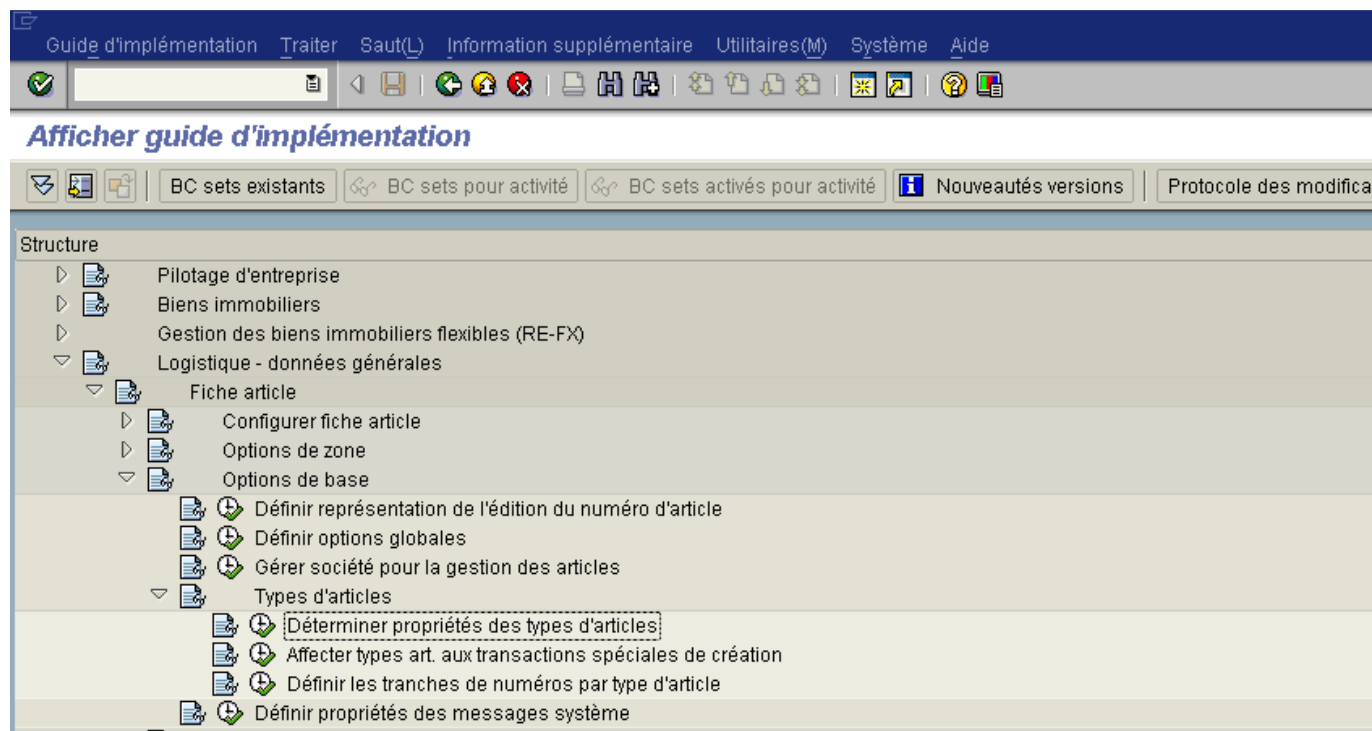 Guide d'implémentation Traiter Saut(L) Information supplémentaire Utilitaires(M) Système Aide
Afficher guide d'implémentation
BC sets existants BC sets pour activité BC sets activés pour activité Nouveautés versions Protocole des modifica
Structure
Pilotage d'entreprise
Biens immobiliers
Gestion des biens immobiliers flexibles (RE-FX)
Logistique - données générales
Fiche article
Configurer fiche article
Options de zone
Options de base
Définir représentation de l'édition du numéro d'article
Définir options globales
Gérer société pour la gestion des articles
Types d'articles
Déterminer propriétés des types d'articles
Affecter types art. aux transactions spéciales de création
Définir les tranches de numéros par type d'article
Définir propriétés des messages système